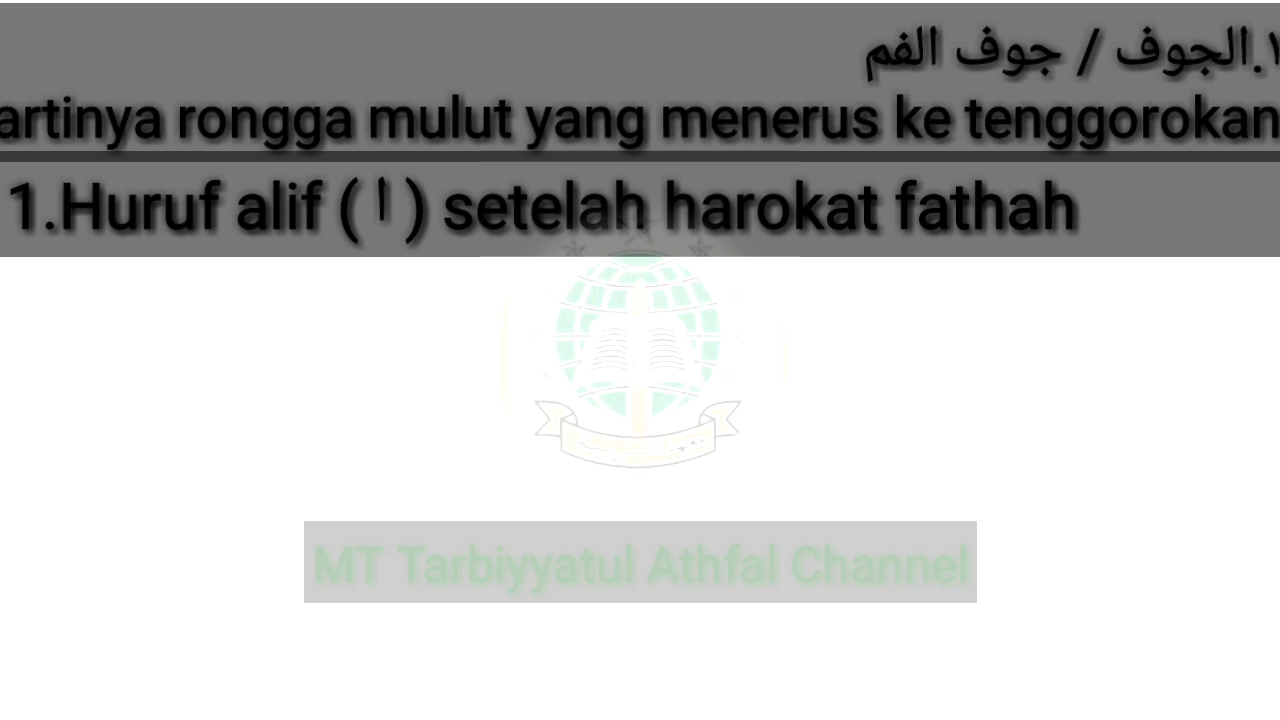 ١.الجوف / جوف الفم
artinya rongga mulut yang menerus ke tenggorokan
1.Huruf alif ( ا ) setelah harokat fathah
MT Tarbiyyatul Athfal Channel